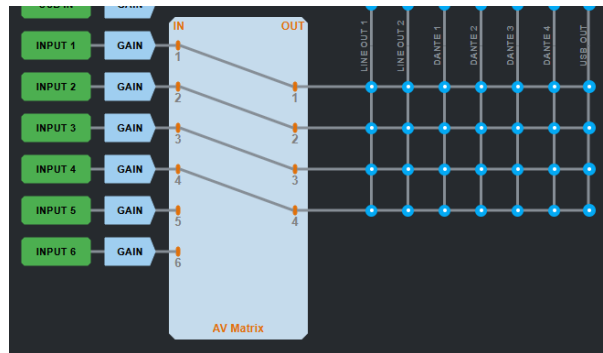 USB IN GAIN
IN OUT
INPUT 1 GAIN 1
INPUT 2 GAIN 2 1
INPUT 3 GAIN 3 2
INPUT 4 GAIN 4 3
INPUT 5 GAIN 5 4
INPUT 6 GAIN 6
AV Matrix
LINE OUT 1
LINE OUT 2
DANTE 1
DANTE 2
DANTE 3
DANTE 4
USB OUT